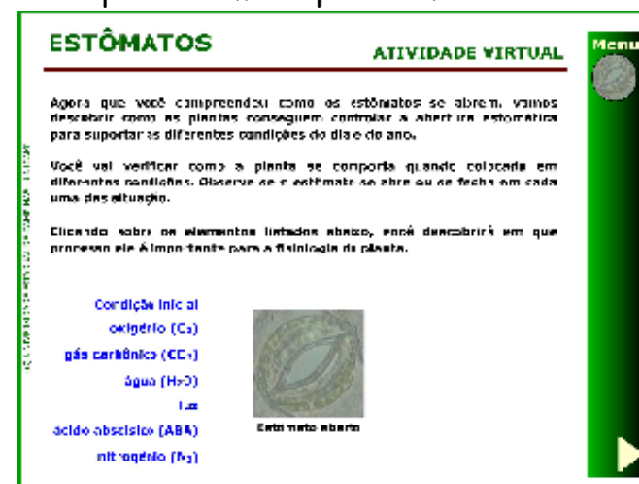 ESTÔMATOS
ATIVIDADE VIRTUAL
Menu
Agora que você compreendeu como os estômatos se abrem, vamos
descobrir como as plantas conseguem controlar a abertura estomática
para suportar as diferentes condições do dia e do ano.
Você vai verificar como a planta se comporta quando colocada em
diferentes condições. Observe se o estômato se abre ou se fecha em cada
uma das situação.
Clicando sobre os elementos listados abaixo, você descobrirá em que
processo ele é importante para a fisiologia da planta.
Condição inicial
oxigênio (O₂)
gás carbônico (CO₂)
água (H₂O)
Luz
ácido abscísico (ABA)
nitrogênio (N₂)
Estômato aberto